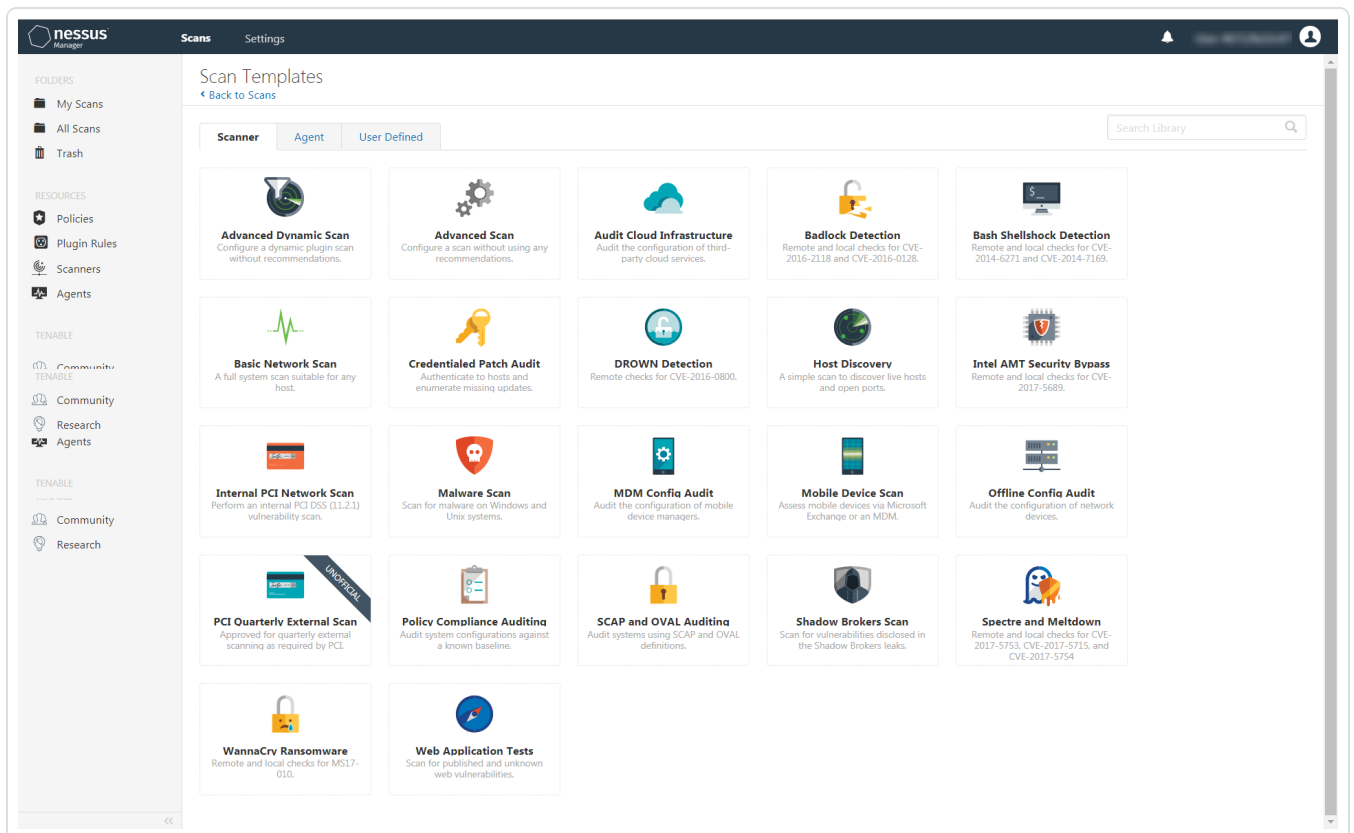 nessus
Manager
Scans
Settings
FOLDERS
My Scans
All Scans
Trash
RESOURCES
Policies
Plugin Rules
Scanners
Agents
TENABLE
Community
TENABLE
Community
Research
Agents
TENABLE
Community
Research
Scan Templates
Back to Scans
Scanner
Agent
User Defined
Search Library
Advanced Dynamic Scan
Configure a dynamic plugin scan
without recommendations.
Advanced Scan
Configure a scan without using any
recommendations.
Audit Cloud Infrastructure
Audit the configuration of third-
party cloud services.
Badlock Detection
Remote and local checks for CVE-
2016-2118 and CVE-2016-0128.
$_
Bash Shellshock Detection
Remote and local checks for CVE-
2014-6271 and CVE-2014-7169.
Basic Network Scan
A full system scan suitable for any
host.
Credentialed Patch Audit
Authenticate to hosts and
enumerate missing updates.
DROWN Detection
Remote checks for CVE-2016-0800.
Host Discovery
A simple scan to discover live hosts
and open ports.
Intel AMT Security Bypass
Remote and local checks for CVE-
2017-5689.
Internal PCI Network Scan
Perform an internal PCI DSS (11.2.1)
vulnerability scan.
Malware Scan
Scan for malware on Windows and
Unix systems.
MDM Config Audit
Audit the configuration of mobile
device managers.
Mobile Device Scan
Assess mobile devices via Microsoft
Exchange or an MDM.
Offline Config Audit
Audit the configuration of network
devices.
UNOFFICIAL
PCI Quarterly External Scan
Approved for quarterly external
scanning as required by PCI.
Policy Compliance Auditing
Audit system configurations against
a known baseline.
SCAP and OVAL Auditing
Audit systems using SCAP and OVAL
definitions.
Shadow Brokers Scan
Scan for vulnerabilities disclosed in
the Shadow Brokers leaks.
Spectre and Meltdown
Remote and local checks for CVE-
2017-5753, CVE-2017-5715, and
CVE-2017-5754
WannaCry Ransomware
Remote and local checks for MS17-
010.
Web Application Tests
Scan for published and unknown
web vulnerabilities.